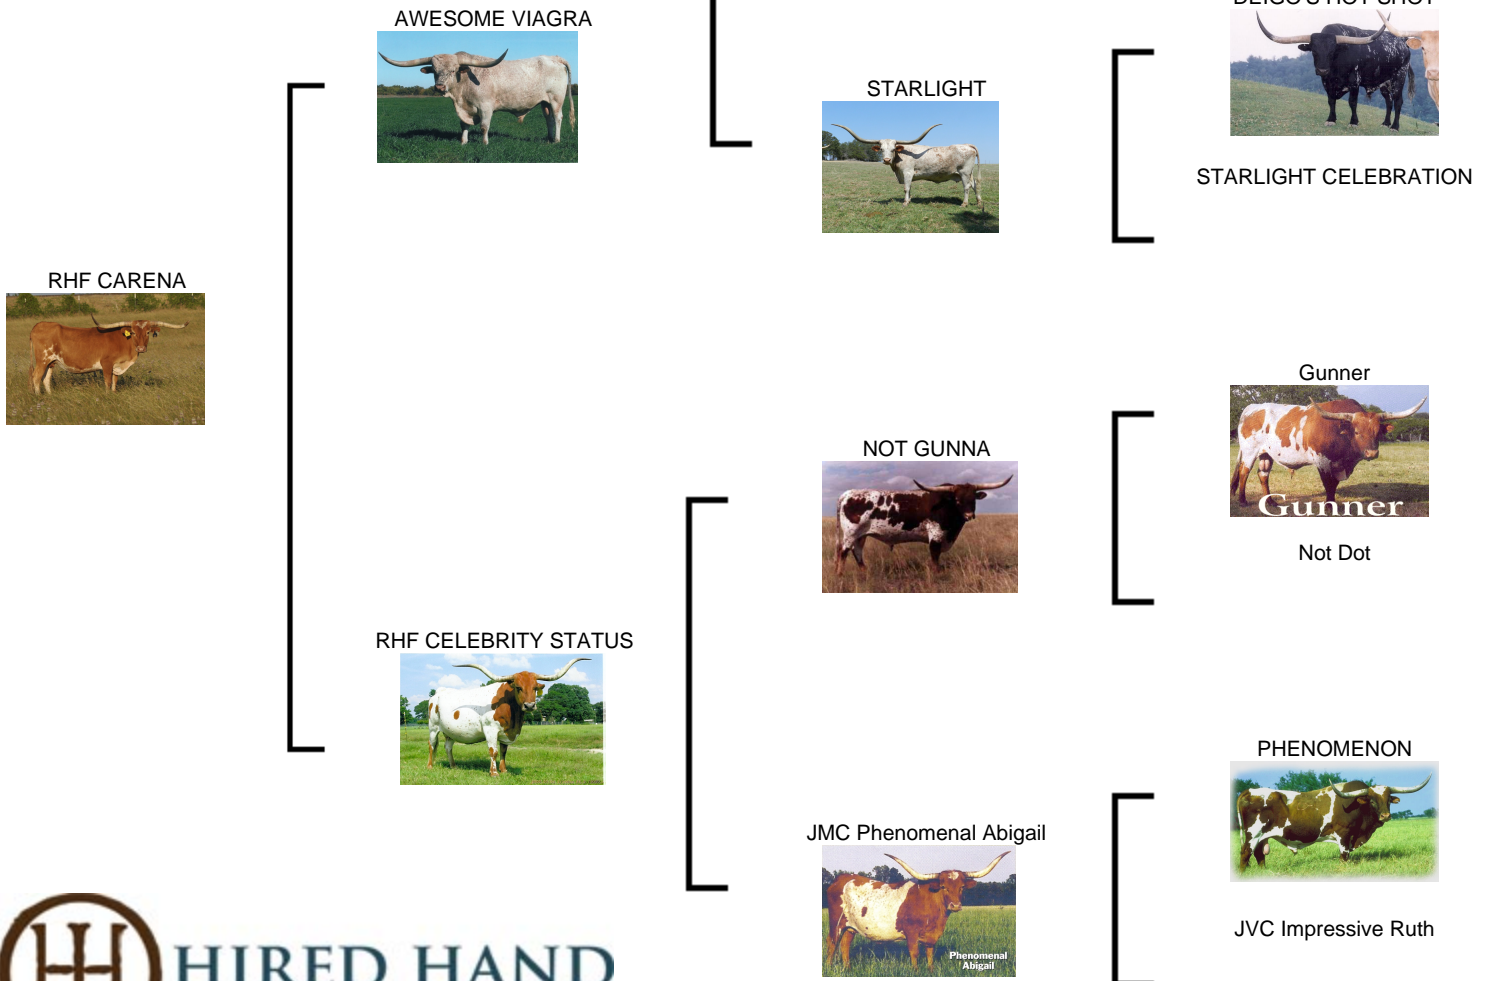 AWESOME VIAGRA
STARLIGHT
STARLIGHT CELEBRATION
RHF CARENA
Gunner
Gunner
NOT GUNNA
Not Dot
RHF CELEBRITY STATUS
PHENOMENON
JMC Phenomenal Abigail
Phenomenal
Abigail
JVC Impressive Ruth
HIRED HAND